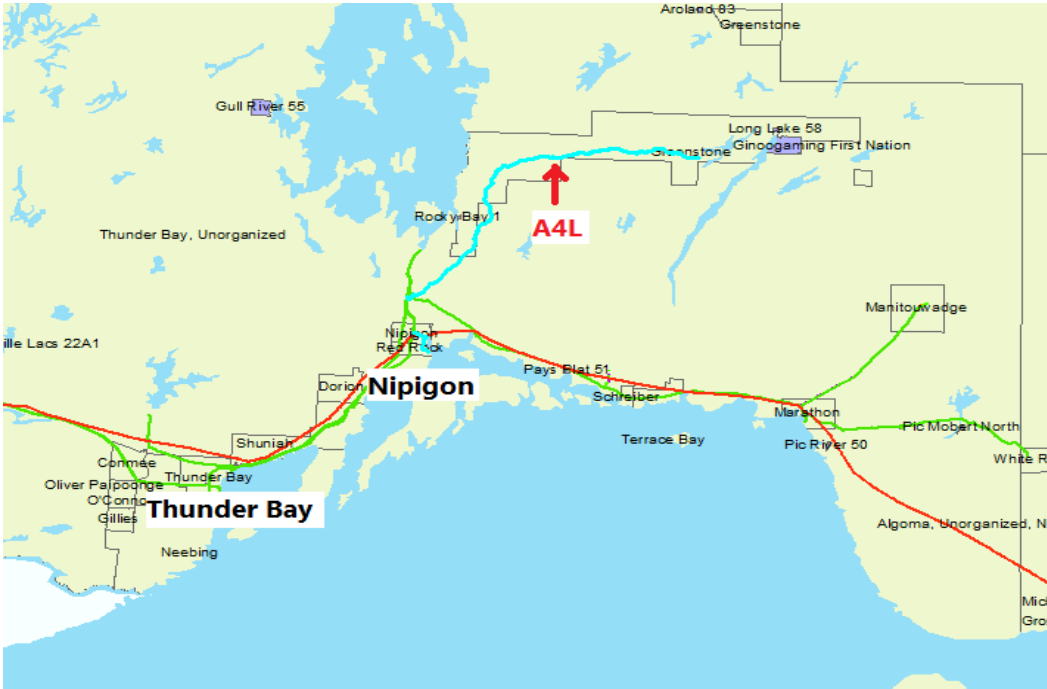 Aroland 83
Greenstone
Gull River 55
Long Lake 58
Greenstone
Ginoogaming First Nation
Rocky Bay 1
A4L
Thunder Bay, Unorganized
Manitouwadge
Nipigon
Red Rock
ille Lacs 22A1
Pays Plat 51
Dorion
Nipigon
Schreiber
Marathon
Pic Mobert North
Shuniah
Terrace Bay
Pic River 50
Conmee
Thunder Bay
White R
Oliver Paipoonge
O'Conno
Thunder Bay
Gillies
Algoma, Unorganized, N
Neebing
Mic
Gro